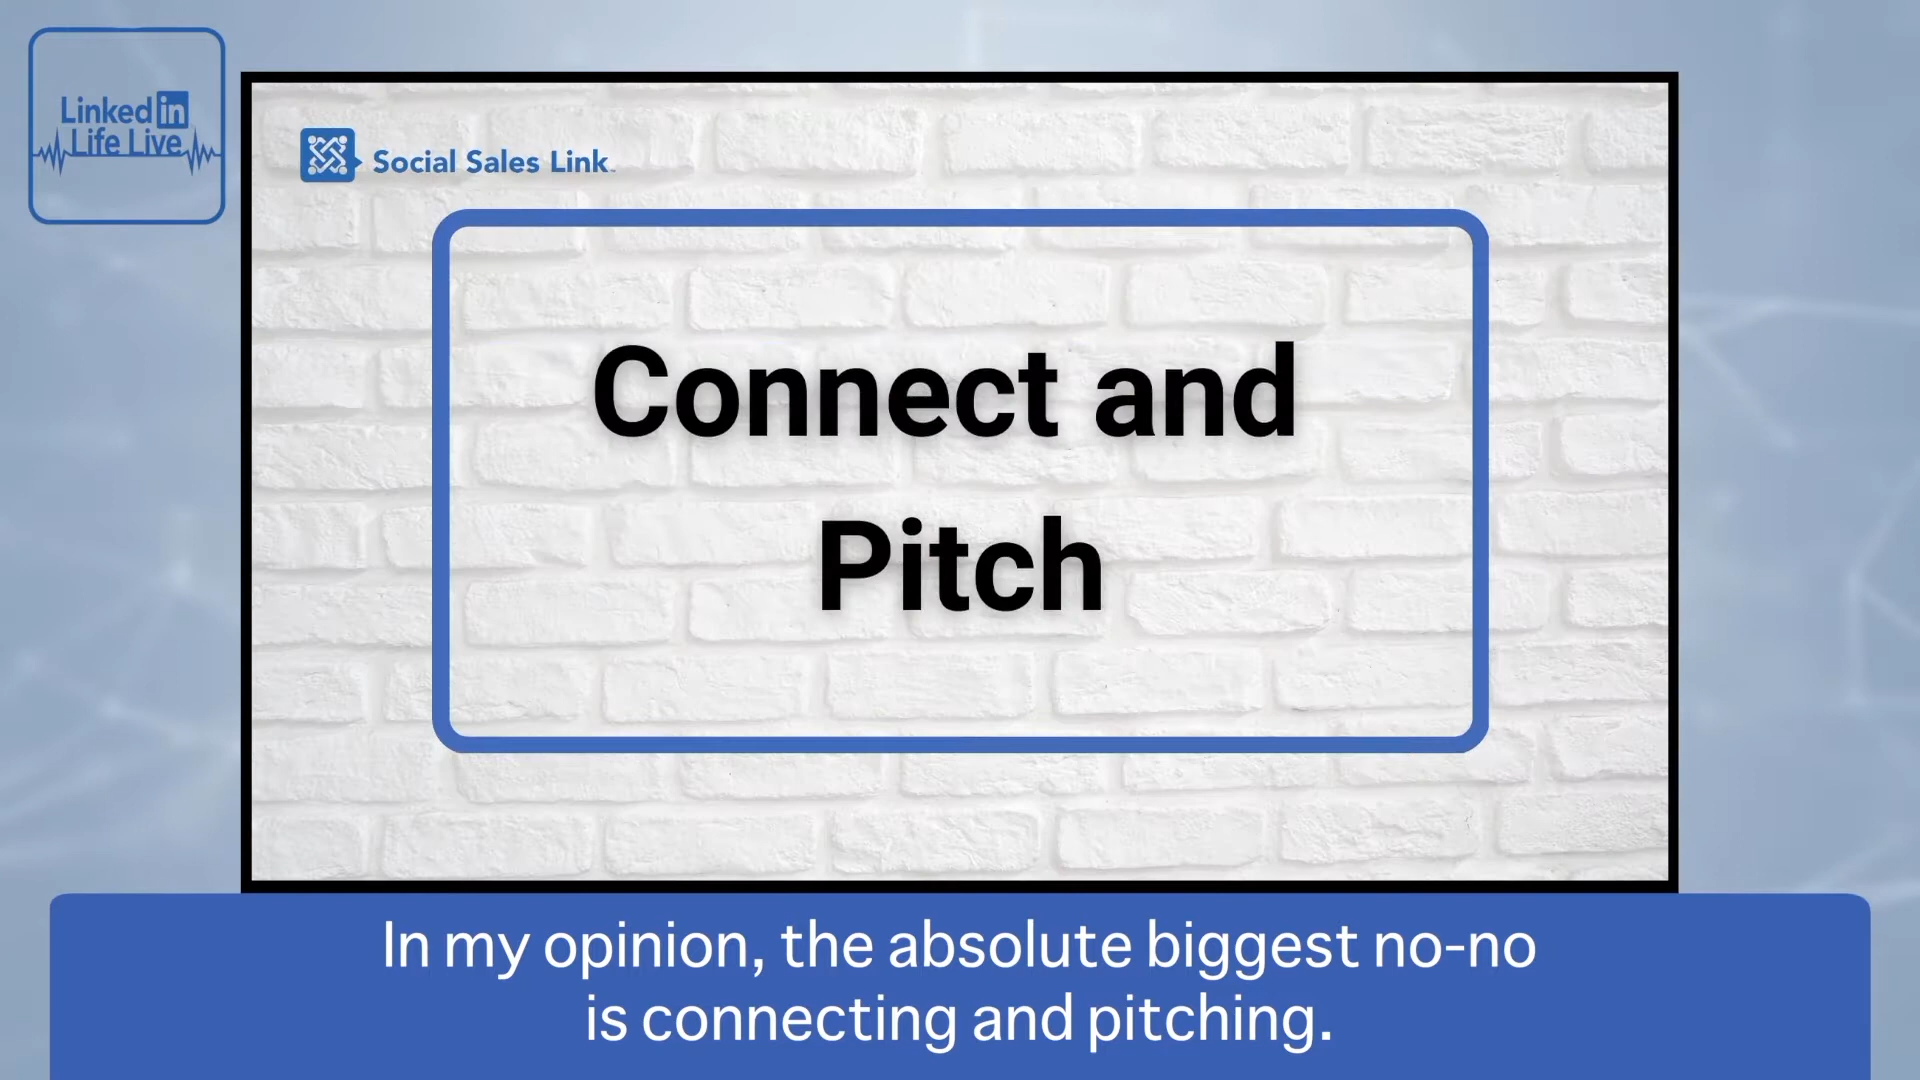 Linked in
Life Live
Social Sales Link
Connect and
Pitch
In my opinion, the absolute biggest no-no
is connecting and pitching.